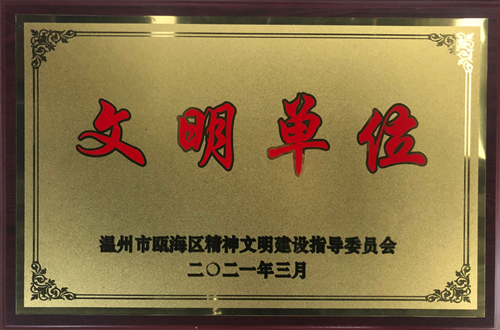 文明单位
温州市瓯海区精神文明建设指导委员会
二〇二一年三月